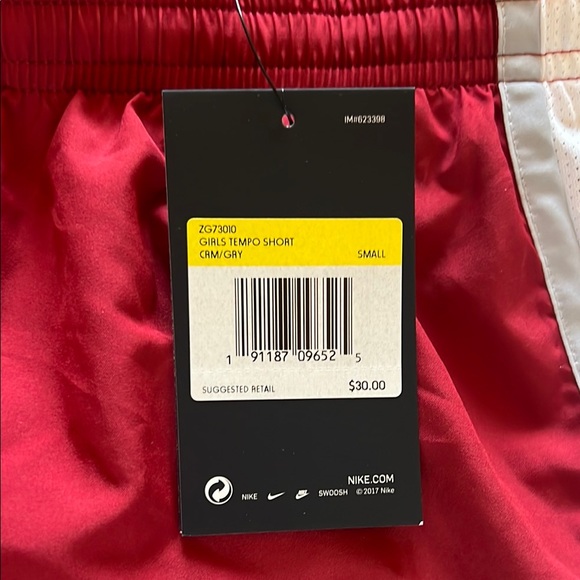 IM#623398
ZG73010
GIRLS TEMPO SHORT
CRM/GRY SMALL
1 91187 09652 5
SUGGESTED RETAIL $30.00
NIKE.COM
NIKE SWOOSH © 2017 Nike